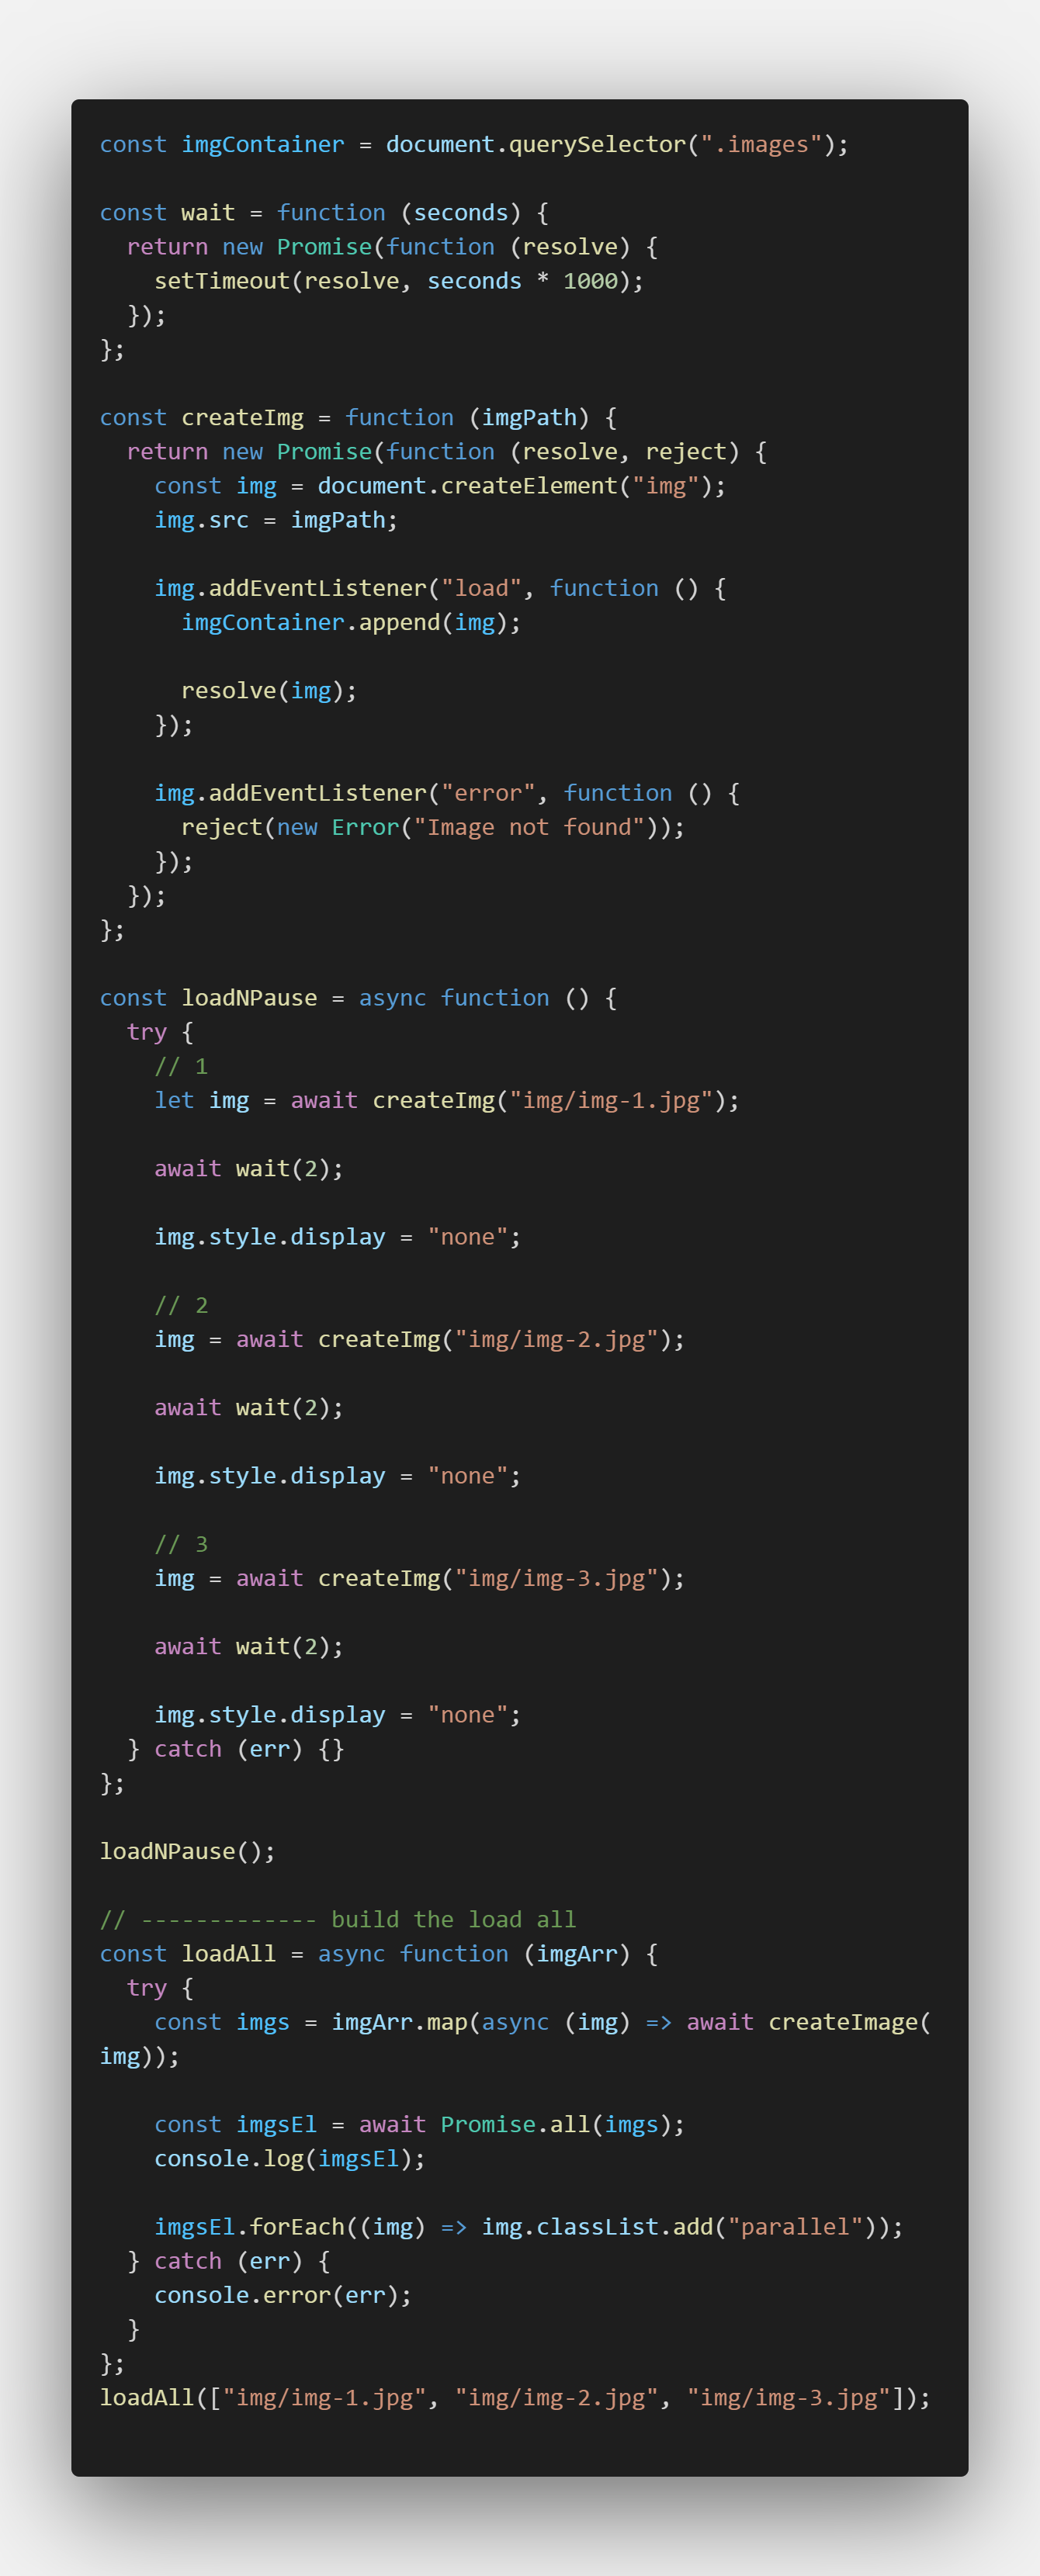 const imgContainer = document.querySelector(".images");

const wait = function (seconds) {
  return new Promise(function (resolve) {
    setTimeout(resolve, seconds * 1000);
  });
};

const createImg = function (imgPath) {
  return new Promise(function (resolve, reject) {
    const img = document.createElement("img");
    img.src = imgPath;

    img.addEventListener("load", function () {
      imgContainer.append(img);

      resolve(img);
    });

    img.addEventListener("error", function () {
      reject(new Error("Image not found"));
    });
  });
};

const loadNPause = async function () {
  try {
    // 1
    let img = await createImg("img/img-1.jpg");

    await wait(2);

    img.style.display = "none";

    // 2
    img = await createImg("img/img-2.jpg");

    await wait(2);

    img.style.display = "none";

    // 3
    img = await createImg("img/img-3.jpg");

    await wait(2);

    img.style.display = "none";
  } catch (err) {}
};

loadNPause();

// ------------- build the load all
const loadAll = async function (imgArr) {
  try {
    const imgs = imgArr.map(async (img) => await createImage(
img));

    const imgsEl = await Promise.all(imgs);
    console.log(imgsEl);

    imgsEl.forEach((img) => img.classList.add("parallel"));
  } catch (err) {
    console.error(err);
  }
};
loadAll(["img/img-1.jpg", "img/img-2.jpg", "img/img-3.jpg"]);